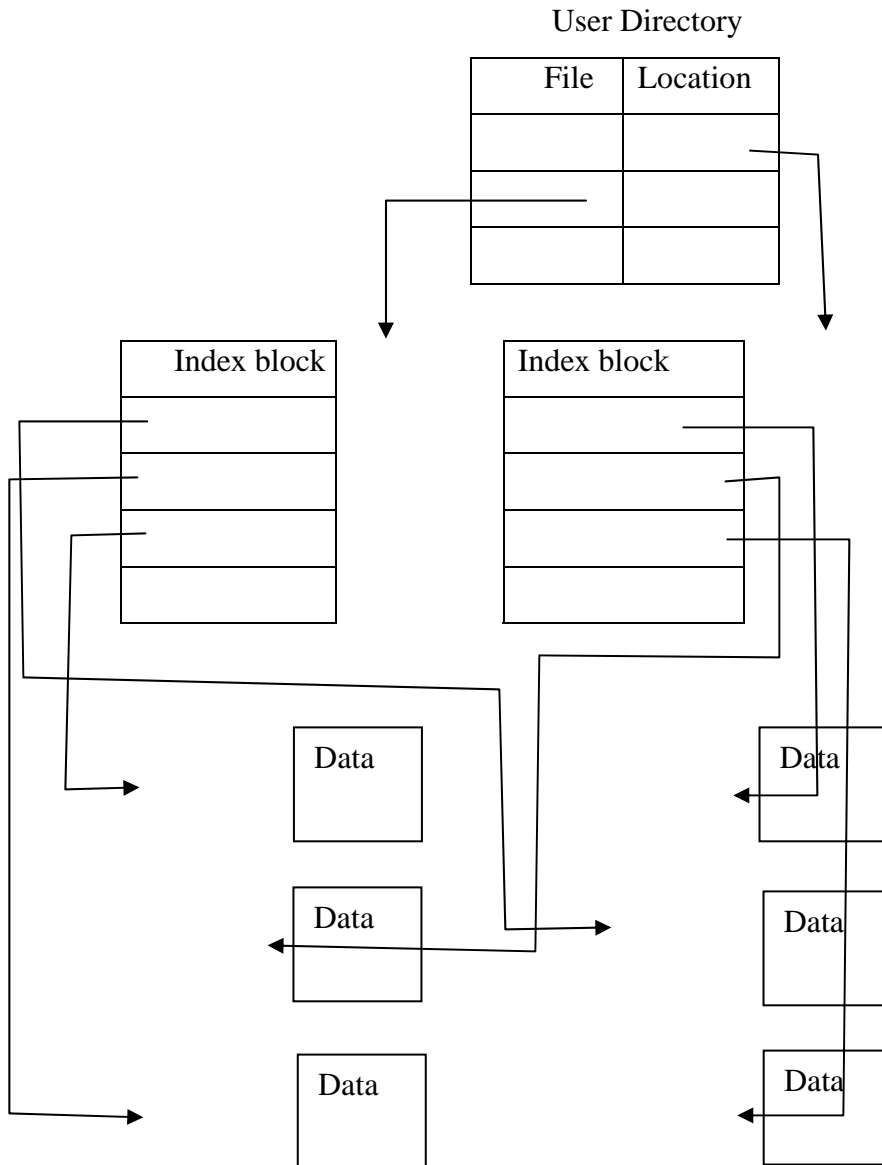 User Directory
File Location
Index block Index block
Data Data
Data Data
Data Data